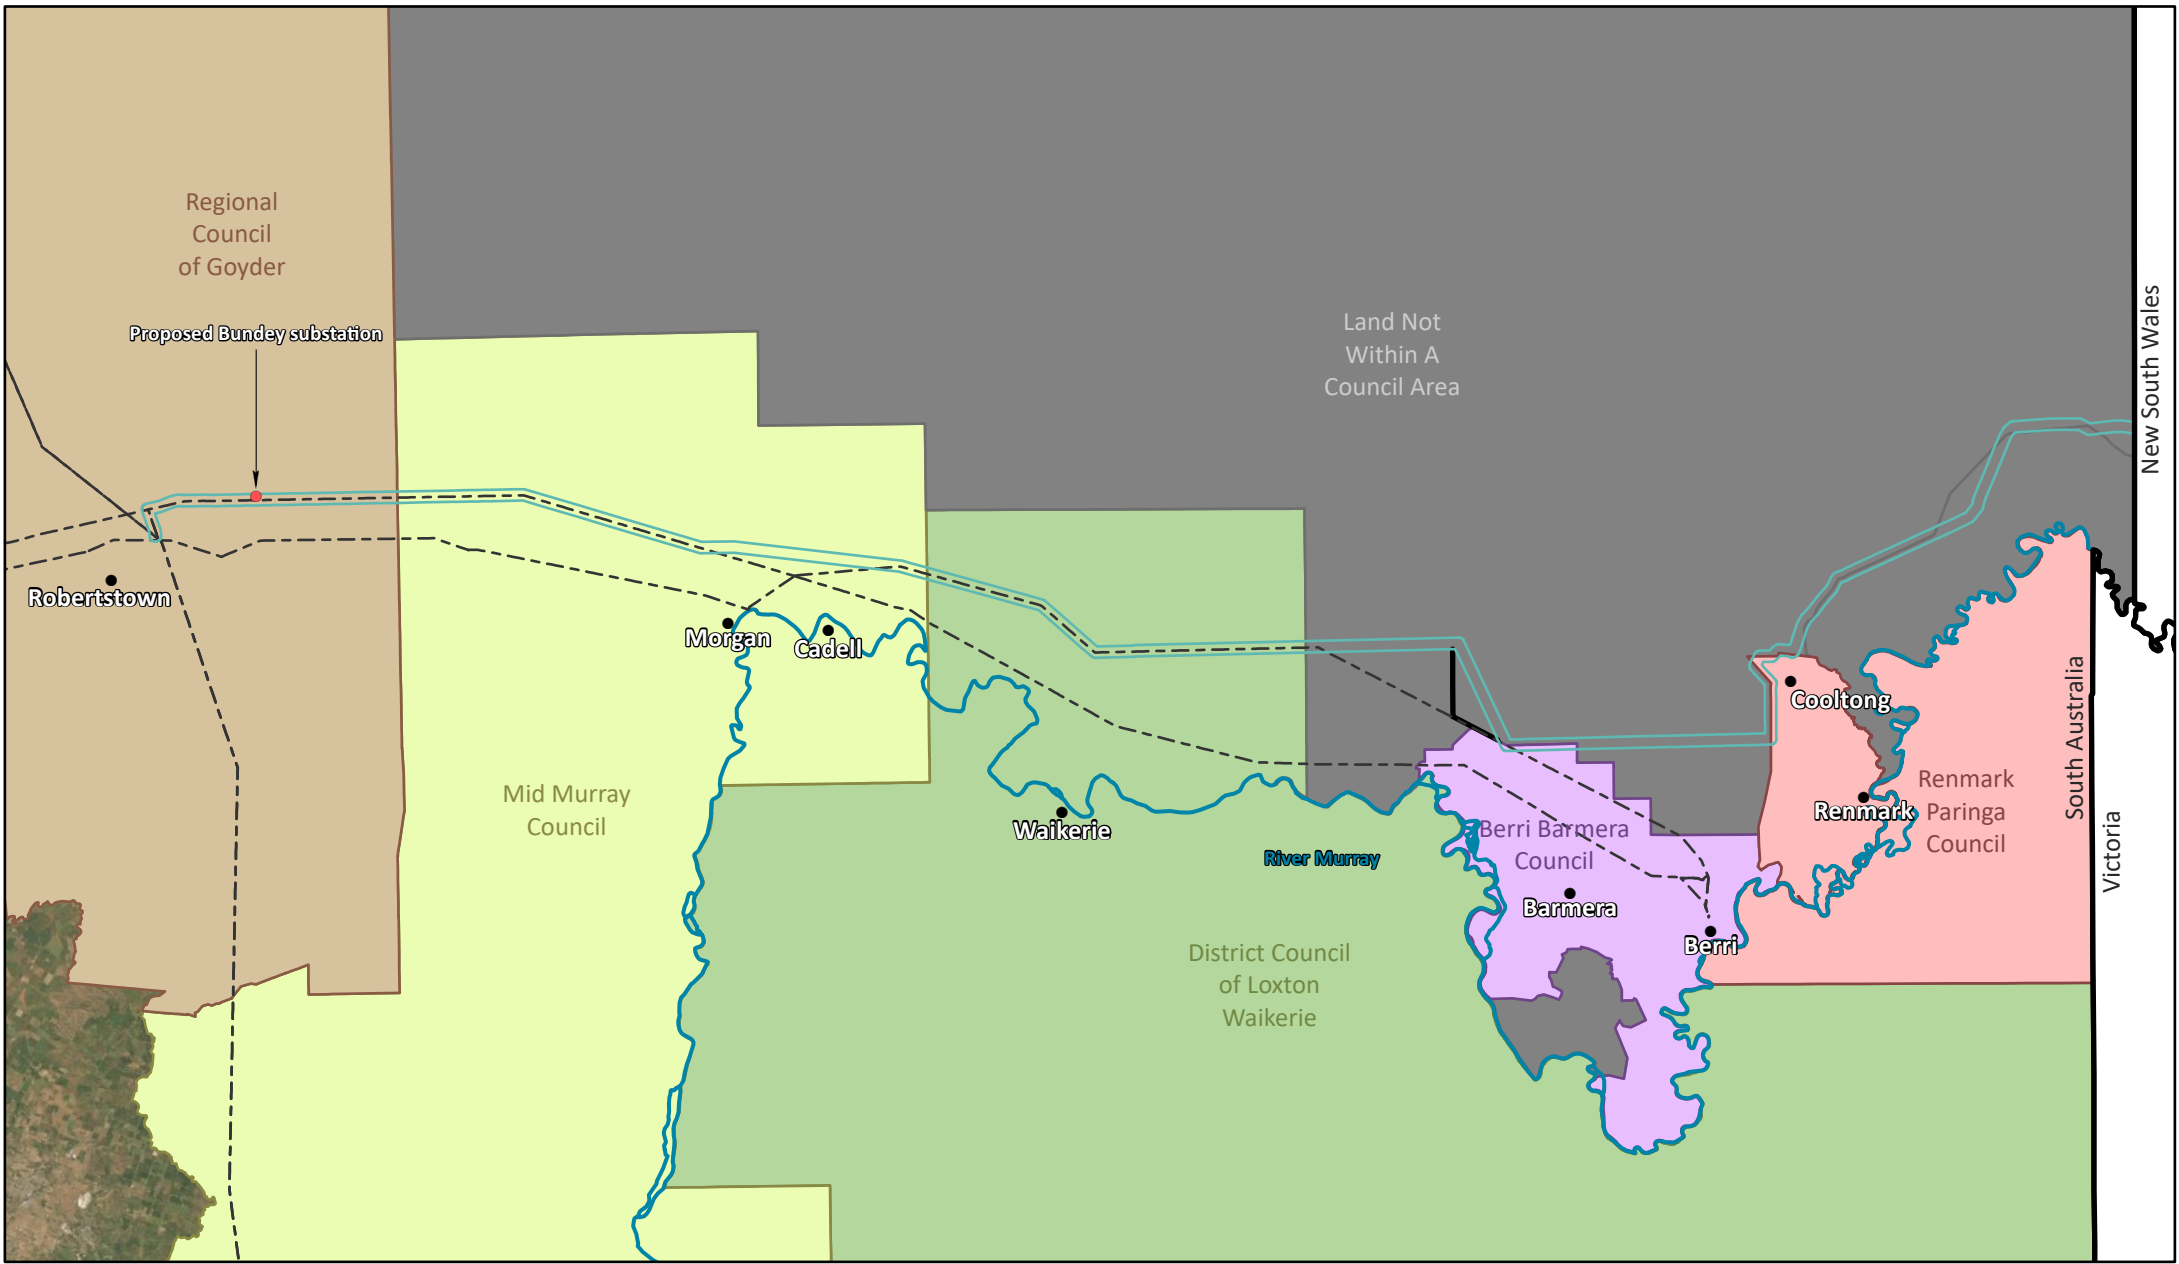 Regional
Council
of Goyder
Proposed Bundey substation
Land Not
Within A
Council Area
New South Wales
Robertstown
Morgan
Cadell
Cooltong
South Australia
Mid Murray
Council
Waikerie
River Murray
Berri Barmera
Council
Renmark
Renmark
Paringa
Council
Victoria
Barmera
Berri
District Council
of Loxton
Waikerie